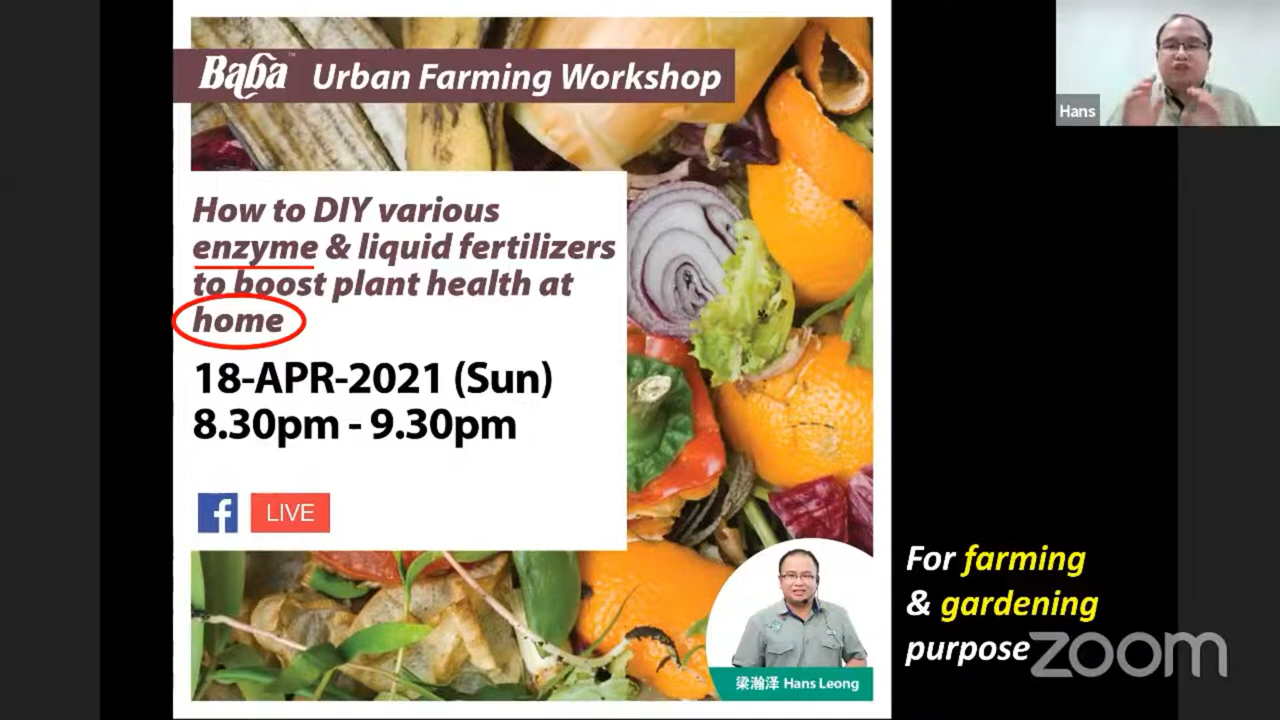 Baba™ Urban Farming Workshop
Hans
How to DIY various
enzyme & liquid fertilizers
to boost plant health at
home
18-APR-2021 (Sun)
8.30pm - 9.30pm
f LIVE
For farming
& gardening
purpose
zoom
梁瀚泽 Hans Leong